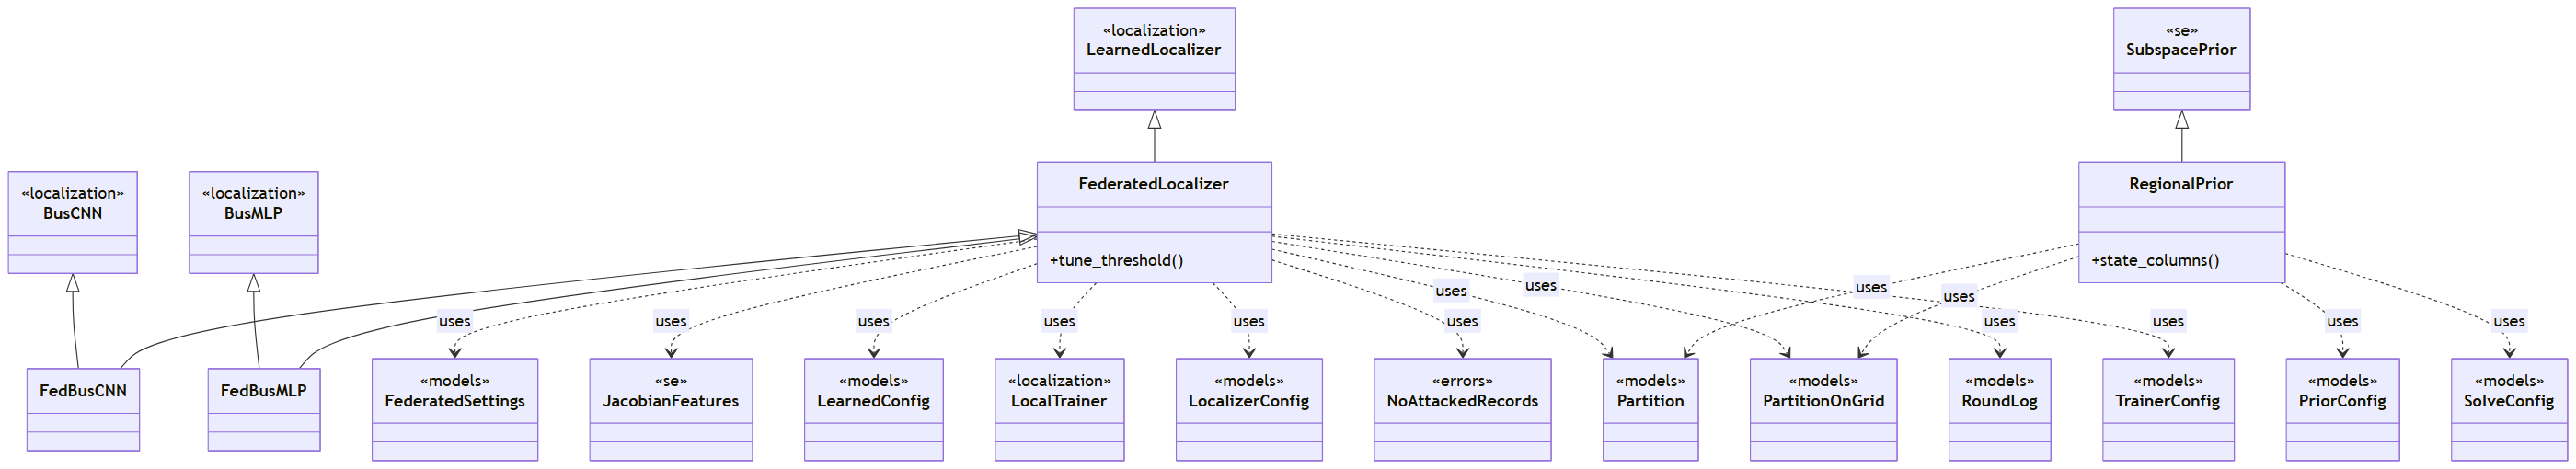 «localization»
LearnedLocalizer
«se»
SubspacePrior
«localization»
BusCNN
«localization»
BusMLP
FederatedLocalizer
+tune_threshold()
RegionalPrior
+state_columns()
uses
uses
uses
uses
uses
uses
uses
uses
uses
uses
uses
uses
uses
uses
FedBusCNN
FedBusMLP
«models»
FederatedSettings
«se»
JacobianFeatures
«models»
LearnedConfig
«localization»
LocalTrainer
«models»
LocalizerConfig
«errors»
NoAttackedRecords
«models»
Partition
«models»
PartitionOnGrid
«models»
RoundLog
«models»
TrainerConfig
«models»
PriorConfig
«models»
SolveConfig